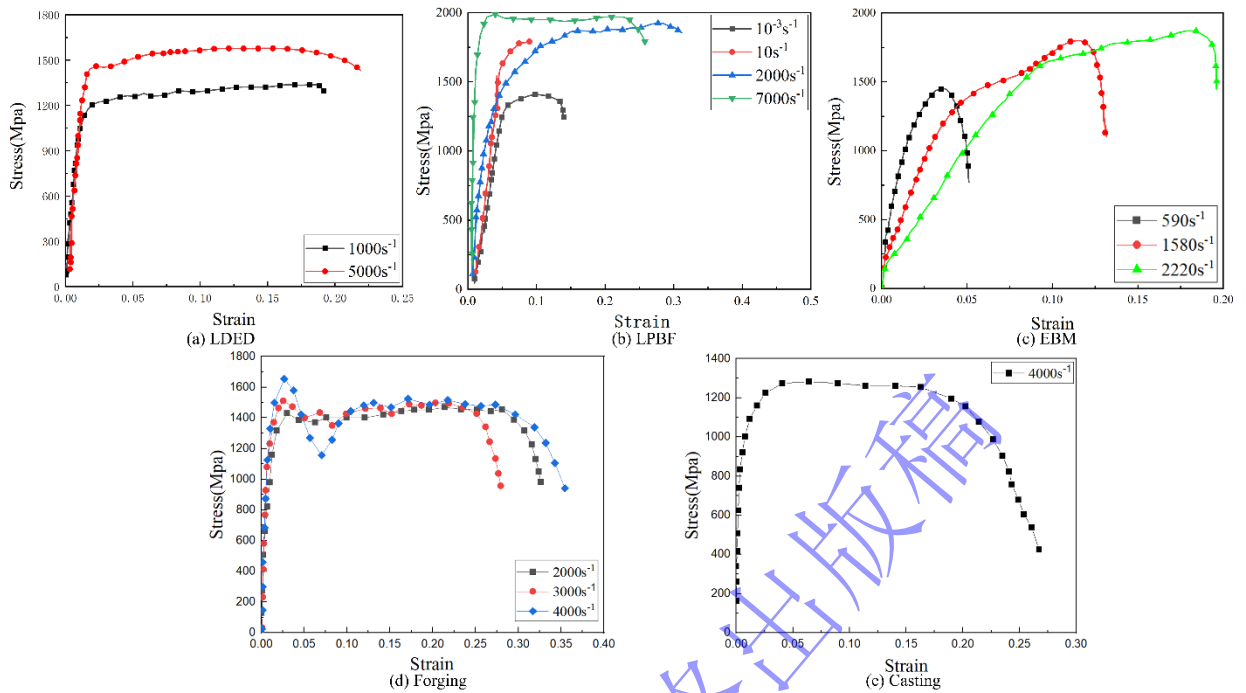 1800
1500
1200
900
600
300
0
Stress(Mpa)
1000s⁻¹
5000s⁻¹
0.00 0.05 0.10 0.15 0.20 0.25
Strain
(a) LDED
2000
1500
1000
500
0
Stress(Mpa)
10⁻³s⁻¹
10s⁻¹
2000s⁻¹
7000s⁻¹
0.0 0.1 0.2 0.3 0.4 0.5
Strain
(b) LPBF
2000
1500
1000
500
0
Stress(Mpa)
590s⁻¹
1580s⁻¹
2220s⁻¹
0.00 0.05 0.10 0.15 0.20
Strain
(c) EBM
1800
1600
1400
1200
1000
800
600
400
200
0
Stress(Mpa)
2000s⁻¹
3000s⁻¹
4000s⁻¹
0.00 0.05 0.10 0.15 0.20 0.25 0.30 0.35 0.40
Strain
(d) Forging
1400
1200
1000
800
600
400
200
0
Stress(Mpa)
4000s⁻¹
0.00 0.05 0.10 0.15 0.20 0.25 0.30
Strain
(e) Casting
出版稿